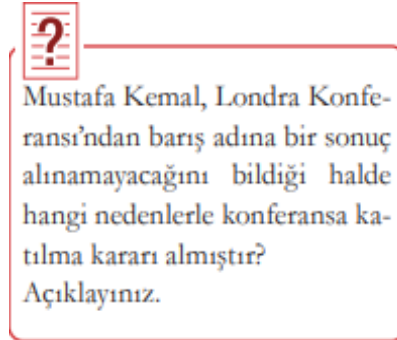 ?
Mustafa Kemal, Londra Konfe-
ransı'ndan barış adına bir sonuç
alınamayacağını bildiği halde
hangi nedenlerle konferansa ka-
tılma kararı almıştır?
Açıklayınız.